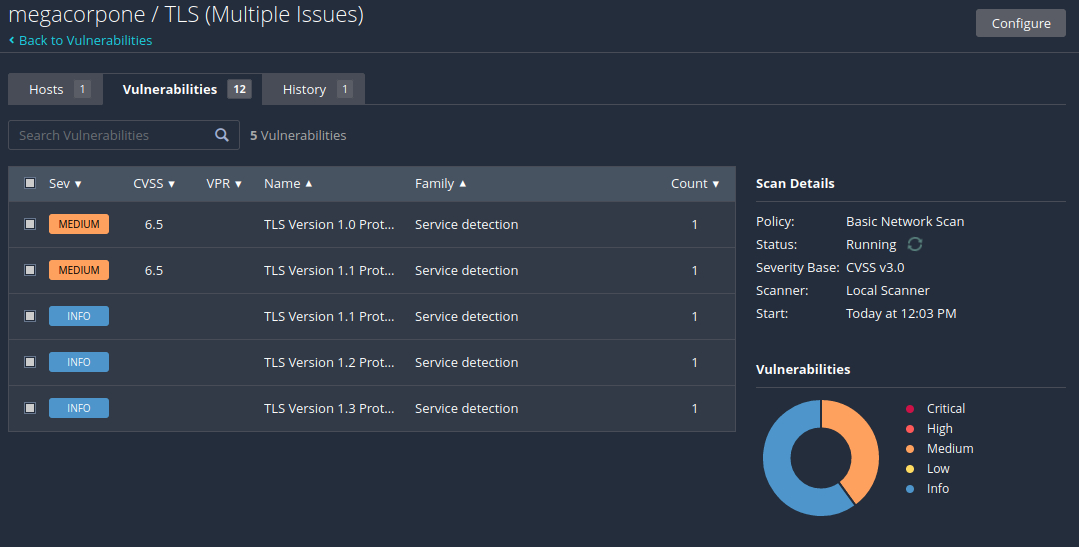 megacorpone / TLS (Multiple Issues)
Configure
Back to Vulnerabilities
Hosts 1 Vulnerabilities 12 History 1
Search Vulnerabilities 5 Vulnerabilities
Sev CVSS VPR Name Family Count
MEDIUM 6.5 TLS Version 1.0 Prot... Service detection 1
MEDIUM 6.5 TLS Version 1.1 Prot... Service detection 1
INFO TLS Version 1.1 Prot... Service detection 1
INFO TLS Version 1.2 Prot... Service detection 1
INFO TLS Version 1.3 Prot... Service detection 1
Scan Details
Policy: Basic Network Scan
Status: Running
Severity Base: CVSS v3.0
Scanner: Local Scanner
Start: Today at 12:03 PM
Vulnerabilities
Critical
High
Medium
Low
Info